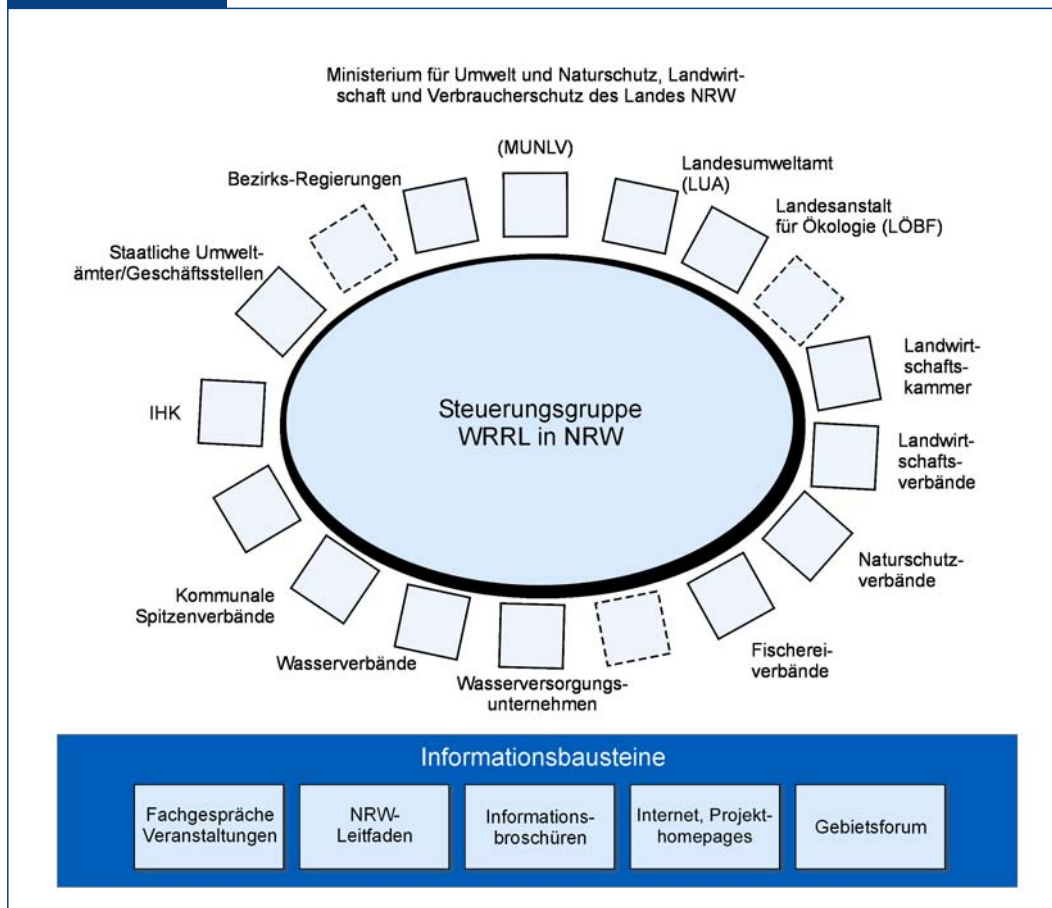 Ministerium für Umwelt und Naturschutz, Landwirt-
schaft und Verbraucherschutz des Landes NRW
(MUNLV)
Landesumweltamt
(LUA)
Bezirks-Regierungen
Landesanstalt
für Ökologie (LÖBF)
Staatliche Umwelt-
ämter/Geschäftsstellen
Landwirt-
schafts-
kammer
IHK
Steuerungsgruppe
WRRL in NRW
Landwirt-
schafts-
verbände
Naturschutz-
verbände
Kommunale
Spitzenverbände
Fischerei-
verbände
Wasserverbände
Wasserversorgungs-
unternehmen
Informationsbausteine
Fachgespräche
Veranstaltungen
NRW-
Leitfaden
Informations-
broschüren
Internet, Projekt-
homepages
Gebietsforum